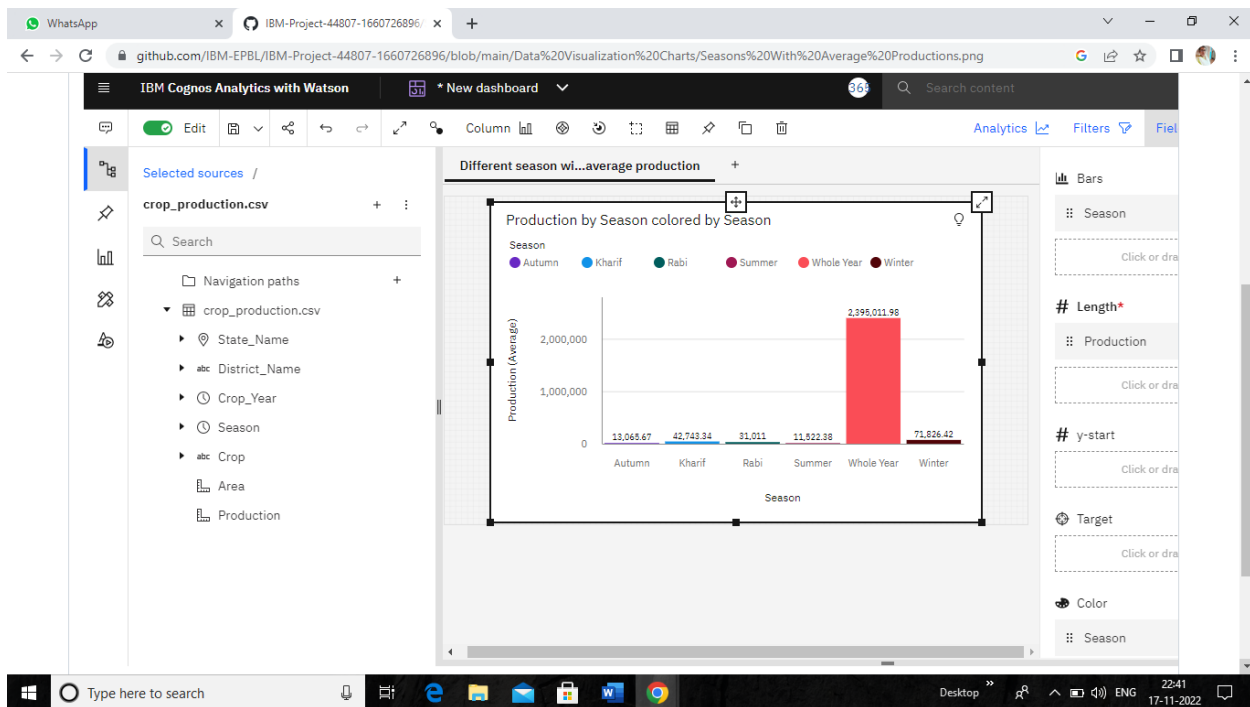 WhatsApp
IBM-Project-44807-1660726896/
github.com/IBM-EPBL/IBM-Project-44807-1660726896/blob/main/Data%20Visualization%20Charts/Seasons%20With%20Average%20Productions.png
IBM Cognos Analytics with Watson
* New dashboard
365
Search content
Edit
Column
Analytics
Filters
Fiel
Selected sources /
Different season wi...average production
crop_production.csv
Search
Navigation paths
crop_production.csv
State_Name
abc District_Name
Crop_Year
Season
abc Crop
Area
Production
Production by Season colored by Season
Season
Autumn Kharif Rabi Summer Whole Year Winter
Production (Average)
2,000,000
1,000,000
0
13,065.67 42,743.34 31,011 11,522.38 2,395,011.98 71,826.42
Autumn Kharif Rabi Summer Whole Year Winter
Season
Bars
Season
Click or dra
# Length*
Production
Click or dra
# y-start
Click or dra
Target
Click or dra
Color
Season
Type here to search
Desktop
ENG
22:41
17-11-2022